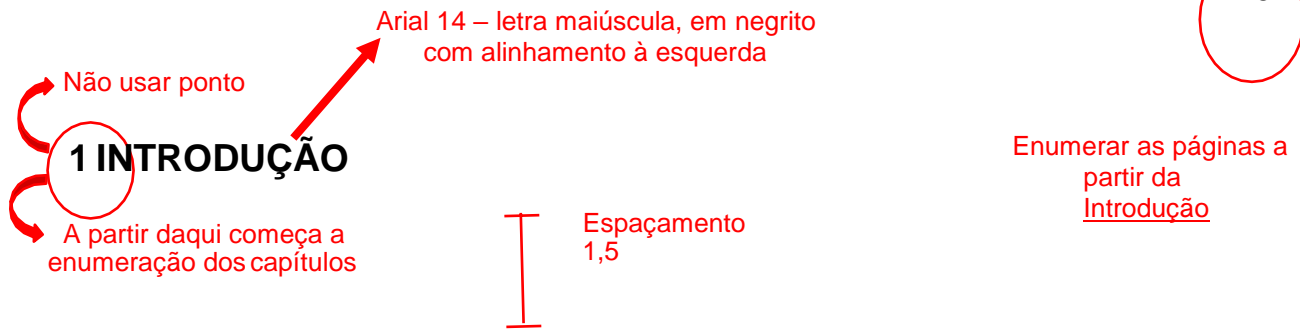 Arial 14 – letra maiúscula, em negrito
com alinhamento à esquerda
Não usar ponto
1 INTRODUÇÃO
A partir daqui começa a
enumeração dos capítulos
Espaçamento
1,5
Enumerar as páginas a
partir da
Introdução